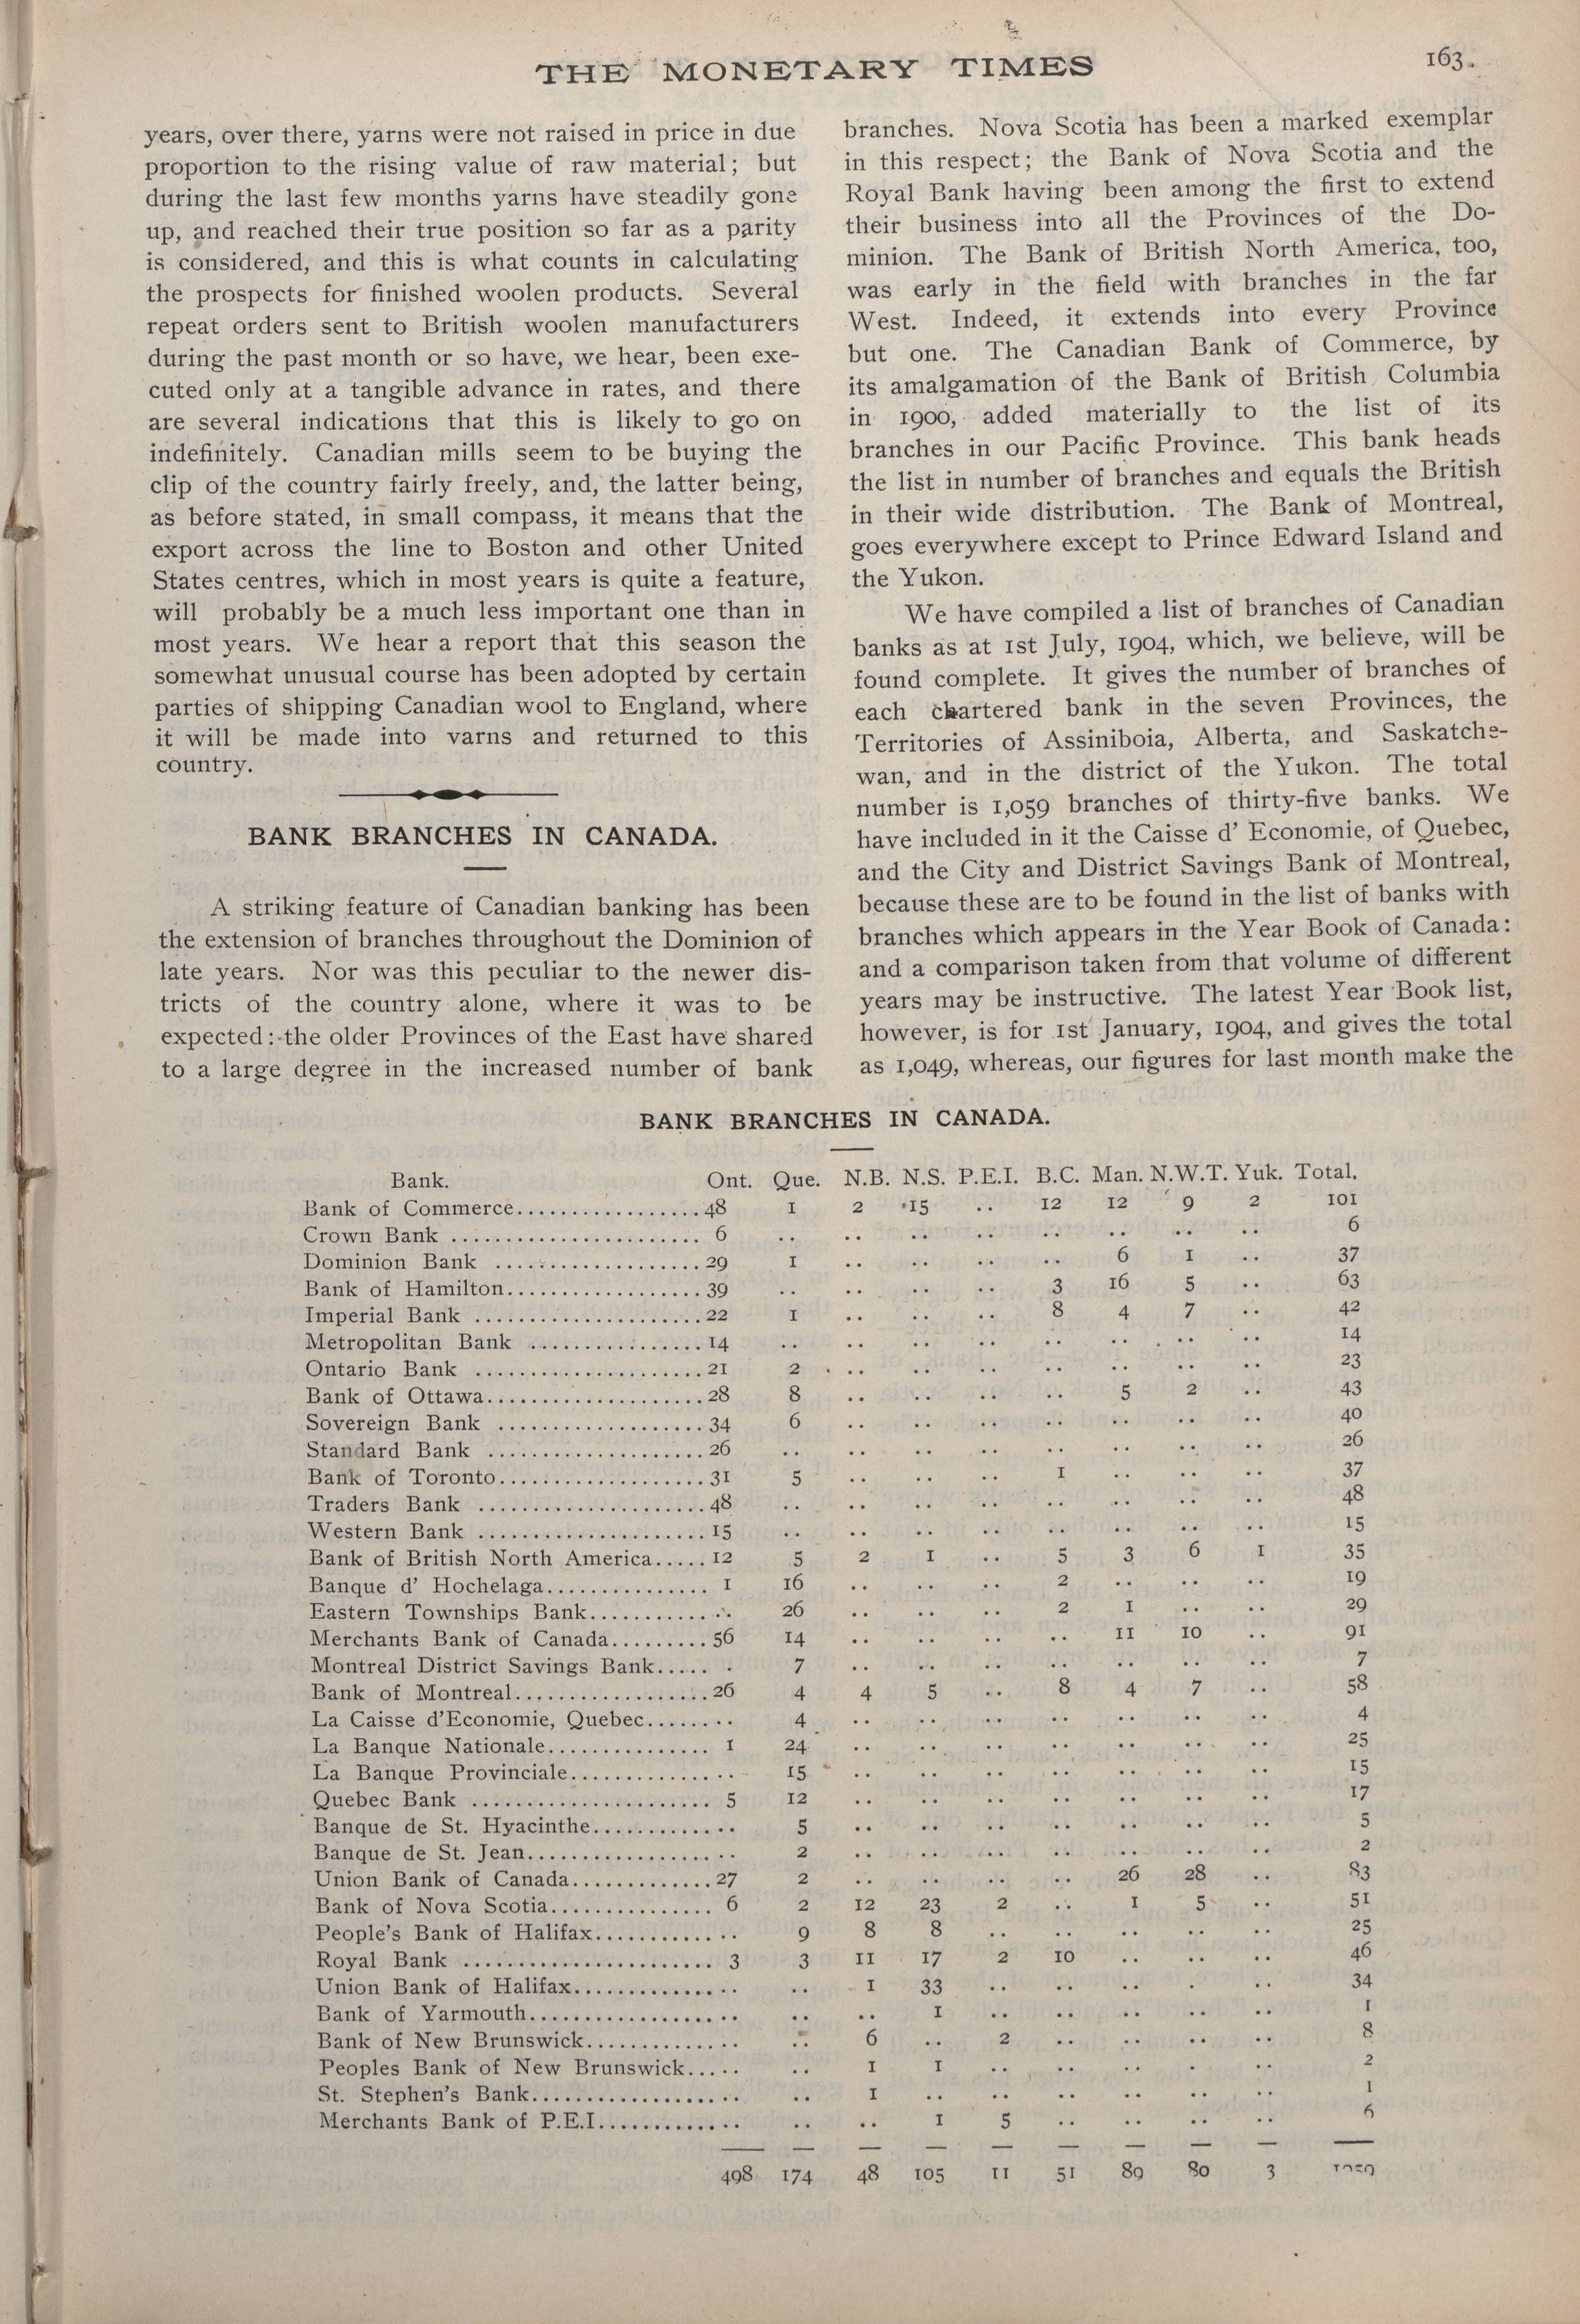 THE MONETARY TIMES
163.
years, over there, yarns were not raised in price in due
proportion to the rising value of raw material; but
during the last few months yarns have steadily gone
up, and reached their true position so far as a parity
is considered, and this is what counts in calculating
the prospects for finished woolen products. Several
repeat orders sent to British woolen manufacturers
during the past month or so have, we hear, been exe-
cuted only at a tangible advance in rates, and there
are several indications that this is likely to go on
indefinitely. Canadian mills seem to be buying the
clip of the country fairly freely, and, the latter being,
as before stated, in small compass, it means that the
export across the line to Boston and other United
States centres, which in most years is quite a feature,
will probably be a much less important one than in
most years. We hear a report that this season the
somewhat unusual course has been adopted by certain
parties of shipping Canadian wool to England, where
it will be made into varns and returned to this
country.
BANK BRANCHES IN CANADA.
A striking feature of Canadian banking has been
the extension of branches throughout the Dominion of
late years. Nor was this peculiar to the newer dis-
tricts of the country alone, where it was to be
expected: the older Provinces of the East have shared
to a large degree in the increased number of bank
branches. Nova Scotia has been a marked exemplar
in this respect; the Bank of Nova Scotia and the
Royal Bank having been among the first to extend
their business into all the Provinces of the Do-
minion. The Bank of British North America, too,
was early in the field with branches in the far
West. Indeed, it extends into every Province
but one. The Canadian Bank of Commerce, by
its amalgamation of the Bank of British Columbia
in 1900, added materially to the list of its
branches in our Pacific Province. This bank heads
the list in number of branches and equals the British
in their wide distribution. The Bank of Montreal,
goes everywhere except to Prince Edward Island and
the Yukon.
We have compiled a list of branches of Canadian
banks as at 1st July, 1904, which, we believe, will be
found complete. It gives the number of branches of
each chartered bank in the seven Provinces, the
Territories of Assiniboia, Alberta, and Saskatche-
wan, and in the district of the Yukon. The total
number is 1,059 branches of thirty-five banks. We
have included in it the Caisse d' Economie, of Quebec,
and the City and District Savings Bank of Montreal,
because these are to be found in the list of banks with
branches which appears in the Year Book of Canada:
and a comparison taken from that volume of different
years may be instructive. The latest Year Book list,
however, is for 1st January, 1904, and gives the total
as 1,049, whereas, our figures for last month make the
BANK BRANCHES IN CANADA.
Bank. Ont. Que. N.B. N.S. P.E.I. B.C. Man. N.W.T. Yuk. Total.
Bank of Commerce.................48 1 2 15 .. 12 12 9 2 101
Crown Bank ...................... 6 .. .. .. .. .. .. .. .. 6
Dominion Bank ...................29 1 .. .. .. .. 6 1 .. 37
Bank of Hamilton.................39 .. .. .. .. 3 16 5 .. 63
Imperial Bank ...................22 1 .. .. .. 8 4 7 .. 42
Metropolitan Bank ...............14 .. .. .. .. .. .. .. .. 14
Ontario Bank ....................21 2 .. .. .. .. .. .. .. 23
Bank of Ottawa...................28 8 .. .. .. .. 5 2 .. 43
Sovereign Bank ..................34 6 .. .. .. .. .. .. .. 40
Standard Bank ...................26 .. .. .. .. .. .. .. .. 26
Bank of Toronto..................31 5 .. .. .. 1 .. .. .. 37
Traders Bank ....................48 .. .. .. .. .. .. .. .. 48
Western Bank ....................15 .. .. .. .. .. .. .. .. 15
Bank of British North America.....12 5 2 1 .. 5 3 6 1 35
Banque d' Hochelaga............... 1 16 .. .. .. 2 .. .. .. 19
Eastern Townships Bank............. 26 .. .. .. 2 1 .. .. 29
Merchants Bank of Canada.........56 14 .. .. .. .. 11 10 .. 91
Montreal District Savings Bank..... . 7 .. .. .. .. .. .. .. 7
Bank of Montreal.................26 4 4 5 .. 8 4 7 .. 58
La Caisse d'Economie, Quebec........ 4 .. .. .. .. .. .. .. 4
La Banque Nationale............... 1 24 .. .. .. .. .. .. .. 25
La Banque Provinciale............... 15 .. .. .. .. .. .. .. 15
Quebec Bank ...................... 5 12 .. .. .. .. .. .. .. 17
Banque de St. Hyacinthe............. 5 .. .. .. .. .. .. .. 5
Banque de St. Jean................... 2 .. .. .. .. .. .. .. 2
Union Bank of Canada.............27 2 .. .. .. .. 26 28 .. 83
Bank of Nova Scotia............... 6 2 12 23 2 .. 1 5 .. 51
People's Bank of Halifax............. 9 8 8 .. .. .. .. .. 25
Royal Bank ....................... 3 3 11 17 2 10 .. .. .. 46
Union Bank of Halifax............... .. 1 33 .. .. .. . .. 34
Bank of Yarmouth................... .. .. 1 .. .. .. .. .. 1
Bank of New Brunswick.............. .. 6 .. 2 .. .. .. .. 8
Peoples Bank of New Brunswick..... .. 1 1 .. .. .. . .. 2
St. Stephen's Bank................... .. 1 .. .. .. .. .. .. 1
Merchants Bank of P.E.I............. .. .. 1 5 .. .. .. .. 6
498 174 48 105 11 51 89 80 3 1059